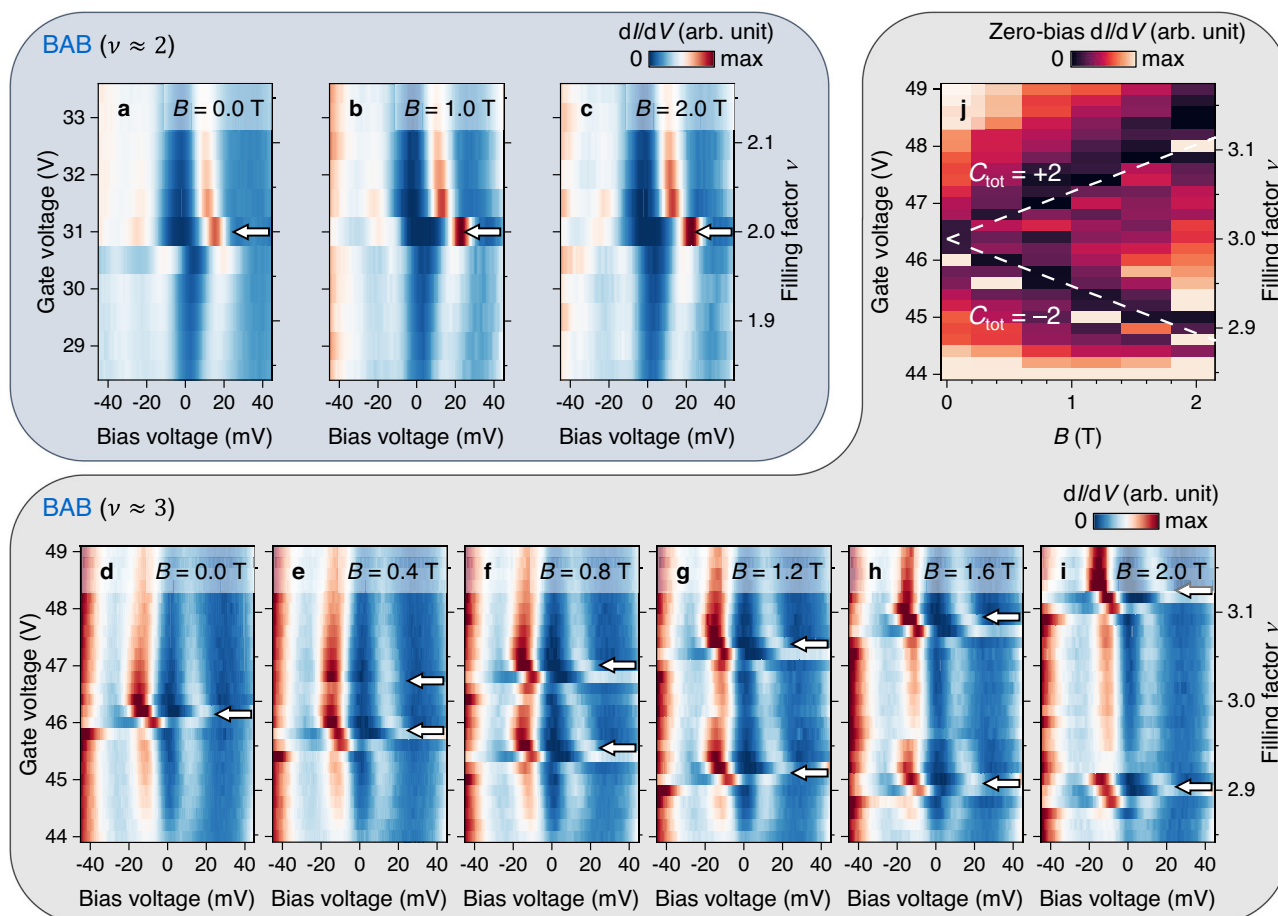 BAB (ν ≈ 2)
dI/dV (arb. unit)
0 max
a B = 0.0 T
b B = 1.0 T
c B = 2.0 T
Gate voltage (V)
33
32
31
30
29
Filling factor ν
2.1
2.0
1.9
-40 -20 0 20 40
-40 -20 0 20 40
-40 -20 0 20 40
Bias voltage (mV)
Bias voltage (mV)
Bias voltage (mV)
Zero-bias dI/dV (arb. unit)
0 max
j
Gate voltage (V)
49
48
47
46
45
44
Ctot = +2
Ctot = −2
Filling factor ν
3.1
3.0
2.9
0 1 2
B (T)
BAB (ν ≈ 3)
dI/dV (arb. unit)
0 max
d B = 0.0 T
e B = 0.4 T
f B = 0.8 T
g B = 1.2 T
h B = 1.6 T
i B = 2.0 T
Gate voltage (V)
49
48
47
46
45
44
Filling factor ν
3.1
3.0
2.9
-40 -20 0 20 40
-40 -20 0 20 40
-40 -20 0 20 40
-40 -20 0 20 40
-40 -20 0 20 40
-40 -20 0 20 40
Bias voltage (mV)
Bias voltage (mV)
Bias voltage (mV)
Bias voltage (mV)
Bias voltage (mV)
Bias voltage (mV)